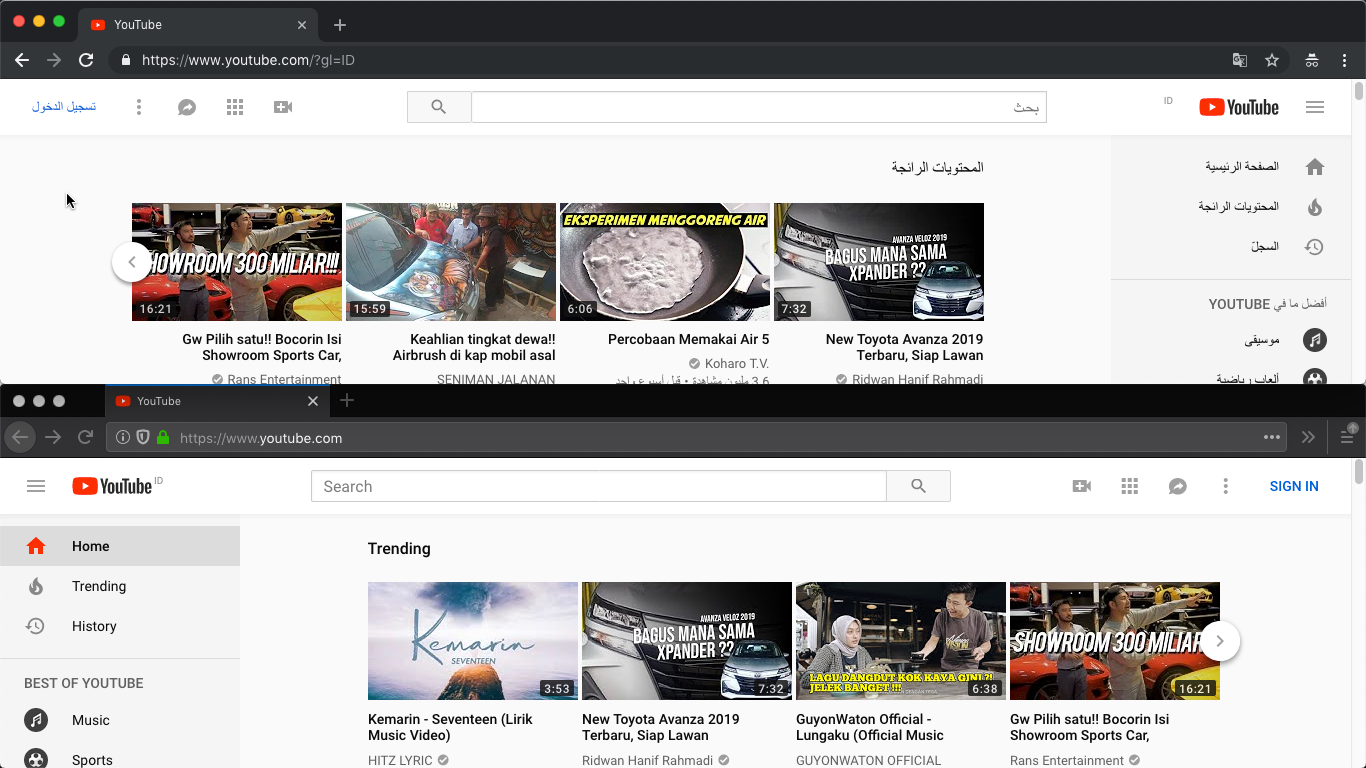 YouTube
https://www.youtube.com/?gl=ID
تسجيل الدخول
بحث
ID
YouTube
المحتويات الرائجة
الصفحة الرئيسية
المحتويات الرائجة
السجلّ
أفضل ما في YOUTUBE
موسيقى
ألعاب رياضية
SHOWROOM 300 MILIAR!!!
16:21
15:59
EKSPERIMEN MENGGORENG AIR
6:06
AVANZA VELOZ 2019
BAGUS MANA SAMA
XPANDER ??
7:32
Gw Pilih satu!! Bocorin Isi
Showroom Sports Car,
Rans Entertainment
Keahlian tingkat dewa!!
Airbrush di kap mobil asal
SENIMAN JALANAN
Percobaan Memakai Air 5
Koharo T.V.
3.6 مليون مشاهدة • قبل أسبوع واحد
New Toyota Avanza 2019
Terbaru, Siap Lawan
Ridwan Hanif Rahmadi
YouTube
https://www.youtube.com
YouTube ID
Search
SIGN IN
Home
Trending
History
BEST OF YOUTUBE
Music
Sports
Trending
Kemarin
SEVENTEEN
3:53
AVANZA VELOZ 2019
BAGUS MANA SAMA
XPANDER ??
7:32
LAGU DANGDUT KOK KAYA GINI ?!
JELEK BANGET !!!
6:38
SHOWROOM 300 MILIAR
16:21
Kemarin - Seventeen (Lirik
Music Video)
HITZ LYRIC
New Toyota Avanza 2019
Terbaru, Siap Lawan
Ridwan Hanif Rahmadi
GuyonWaton Official -
Lungaku (Official Music
GUYONWATON OFFICIAL
Gw Pilih satu!! Bocorin Isi
Showroom Sports Car,
Rans Entertainment